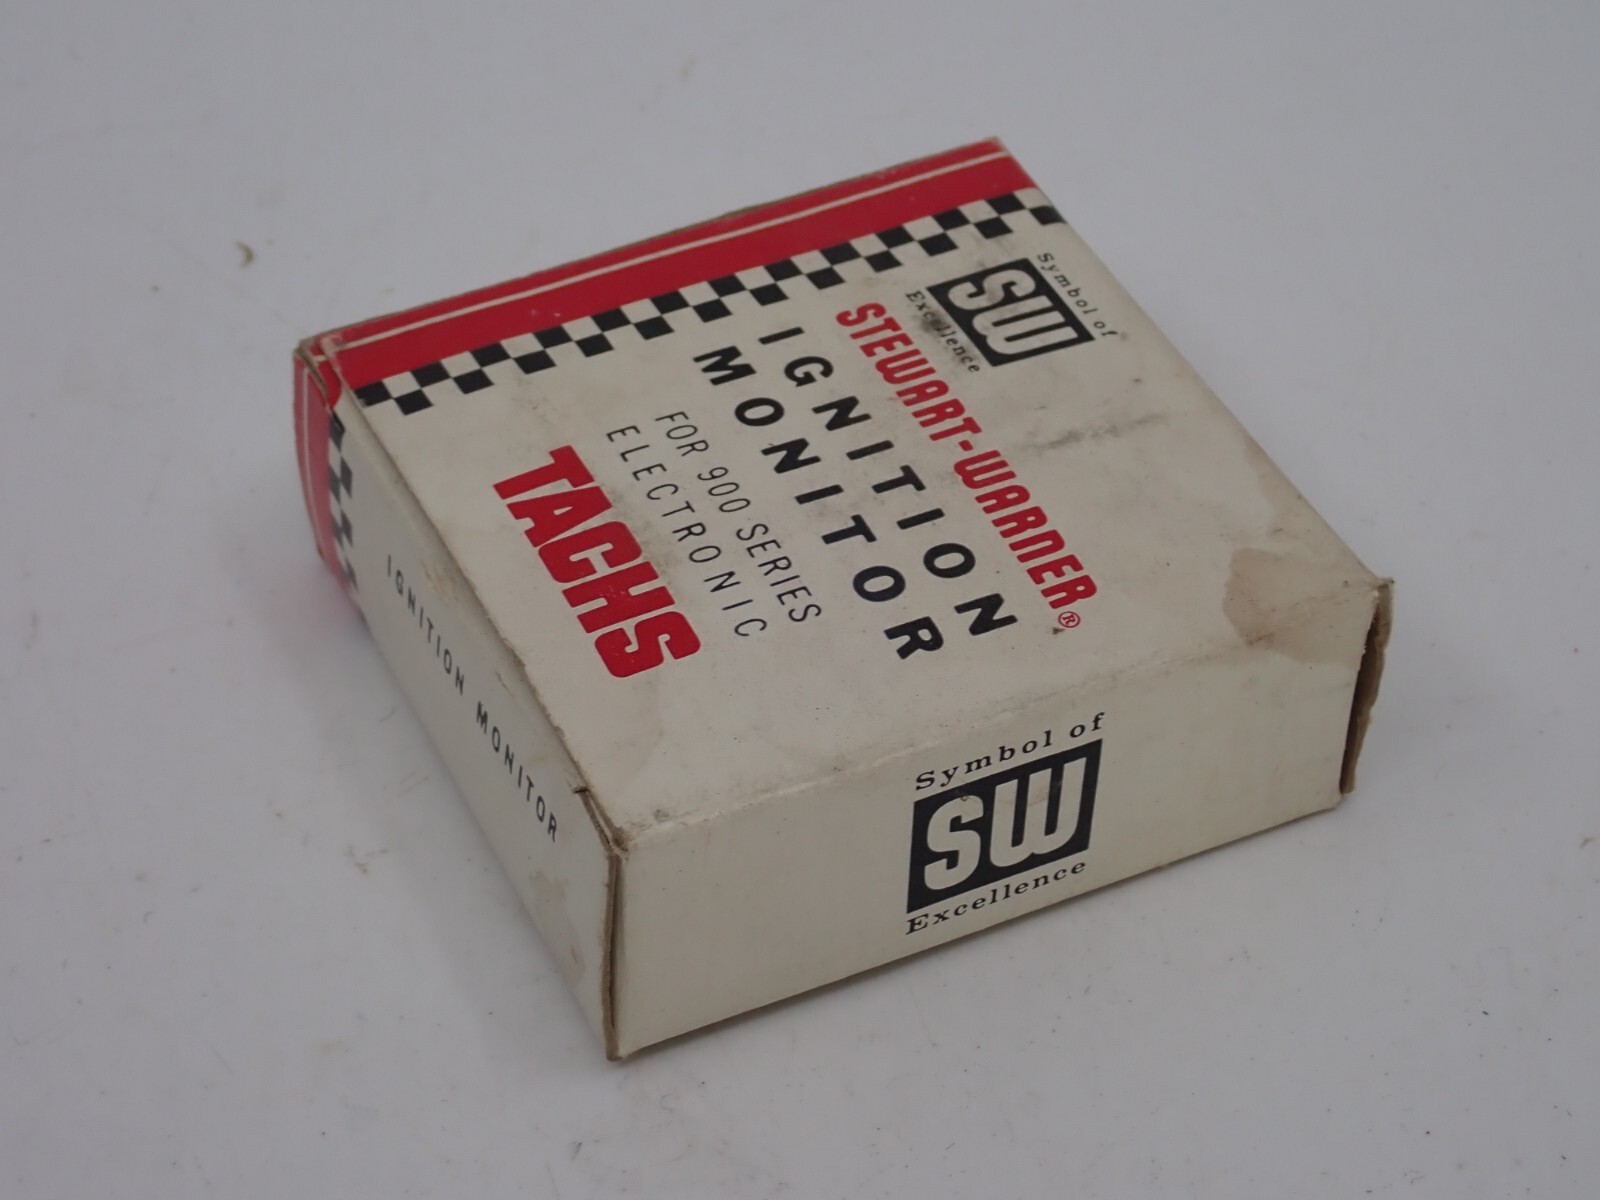 Symbol of
SW
Excellence
STEWART-WARNER®
IGNITION
MONITOR
FOR 900 SERIES
ELECTRONIC
TACHS
IGNITION MONITOR
Symbol of
SW
Excellence